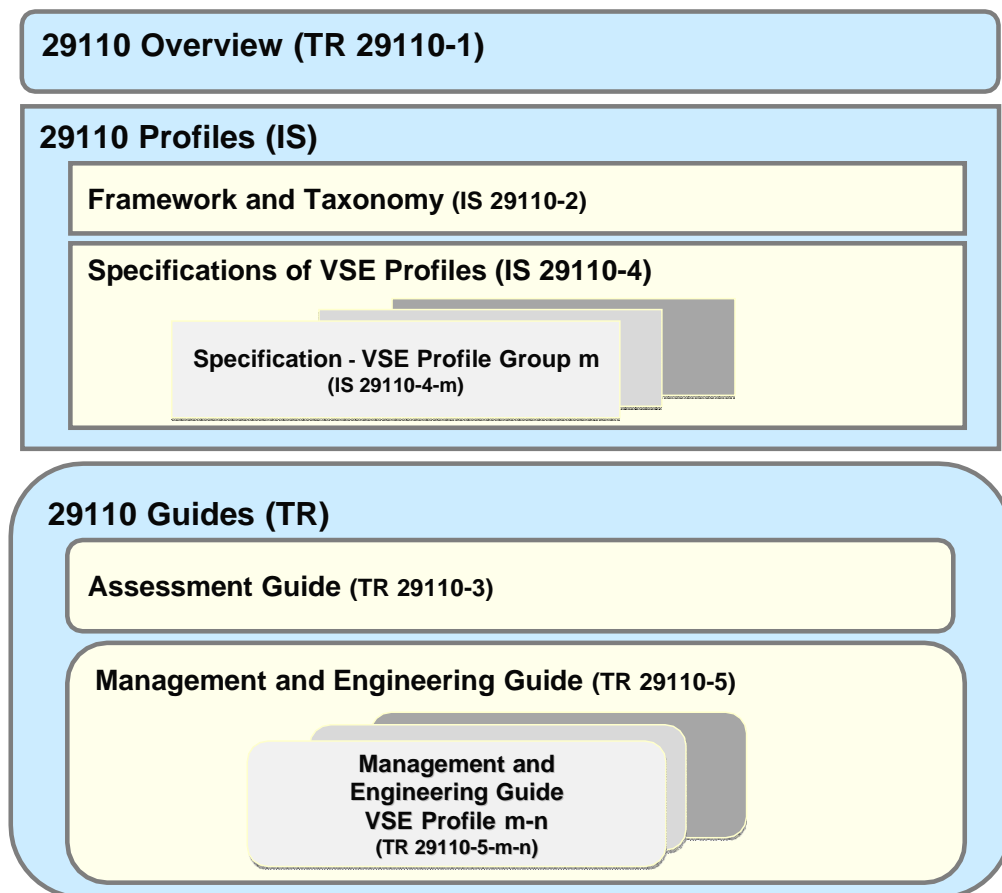 29110 Overview (TR 29110-1)
29110 Profiles (IS)
Framework and Taxonomy (IS 29110-2)
Specifications of VSE Profiles (IS 29110-4)
Specification - VSE Profile Group m
(IS 29110-4-m)
29110 Guides (TR)
Assessment Guide (TR 29110-3)
Management and Engineering Guide (TR 29110-5)
Management and
Engineering Guide
VSE Profile m-n
(TR 29110-5-m-n)